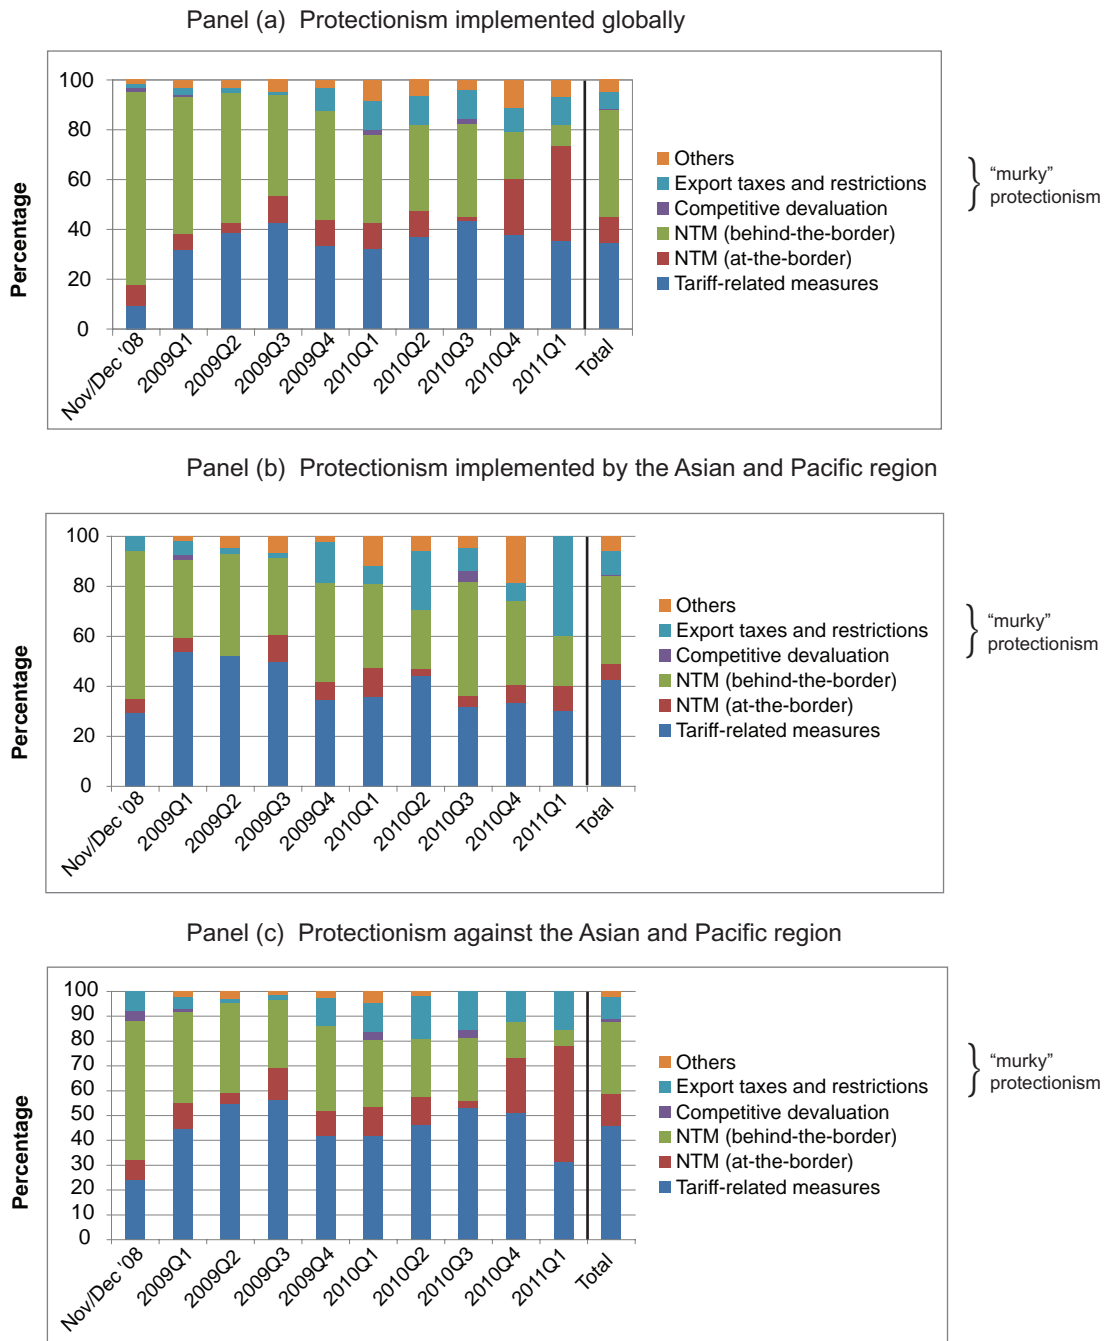 Panel (a) Protectionism implemented globally
Percentage
100
80
60
40
20
0
Nov/Dec '08
2009Q1
2009Q2
2009Q3
2009Q4
2010Q1
2010Q2
2010Q3
2010Q4
2011Q1
Total
Others
Export taxes and restrictions
Competitive devaluation
NTM (behind-the-border)
NTM (at-the-border)
Tariff-related measures
“murky”
protectionism
Panel (b) Protectionism implemented by the Asian and Pacific region
Percentage
100
80
60
40
20
0
Nov/Dec '08
2009Q1
2009Q2
2009Q3
2009Q4
2010Q1
2010Q2
2010Q3
2010Q4
2011Q1
Total
Others
Export taxes and restrictions
Competitive devaluation
NTM (behind-the-border)
NTM (at-the-border)
Tariff-related measures
“murky”
protectionism
Panel (c) Protectionism against the Asian and Pacific region
Percentage
100
90
80
70
60
50
40
30
20
10
0
Nov/Dec '08
2009Q1
2009Q2
2009Q3
2009Q4
2010Q1
2010Q2
2010Q3
2010Q4
2011Q1
Total
Others
Export taxes and restrictions
Competitive devaluation
NTM (behind-the-border)
NTM (at-the-border)
Tariff-related measures
“murky”
protectionism